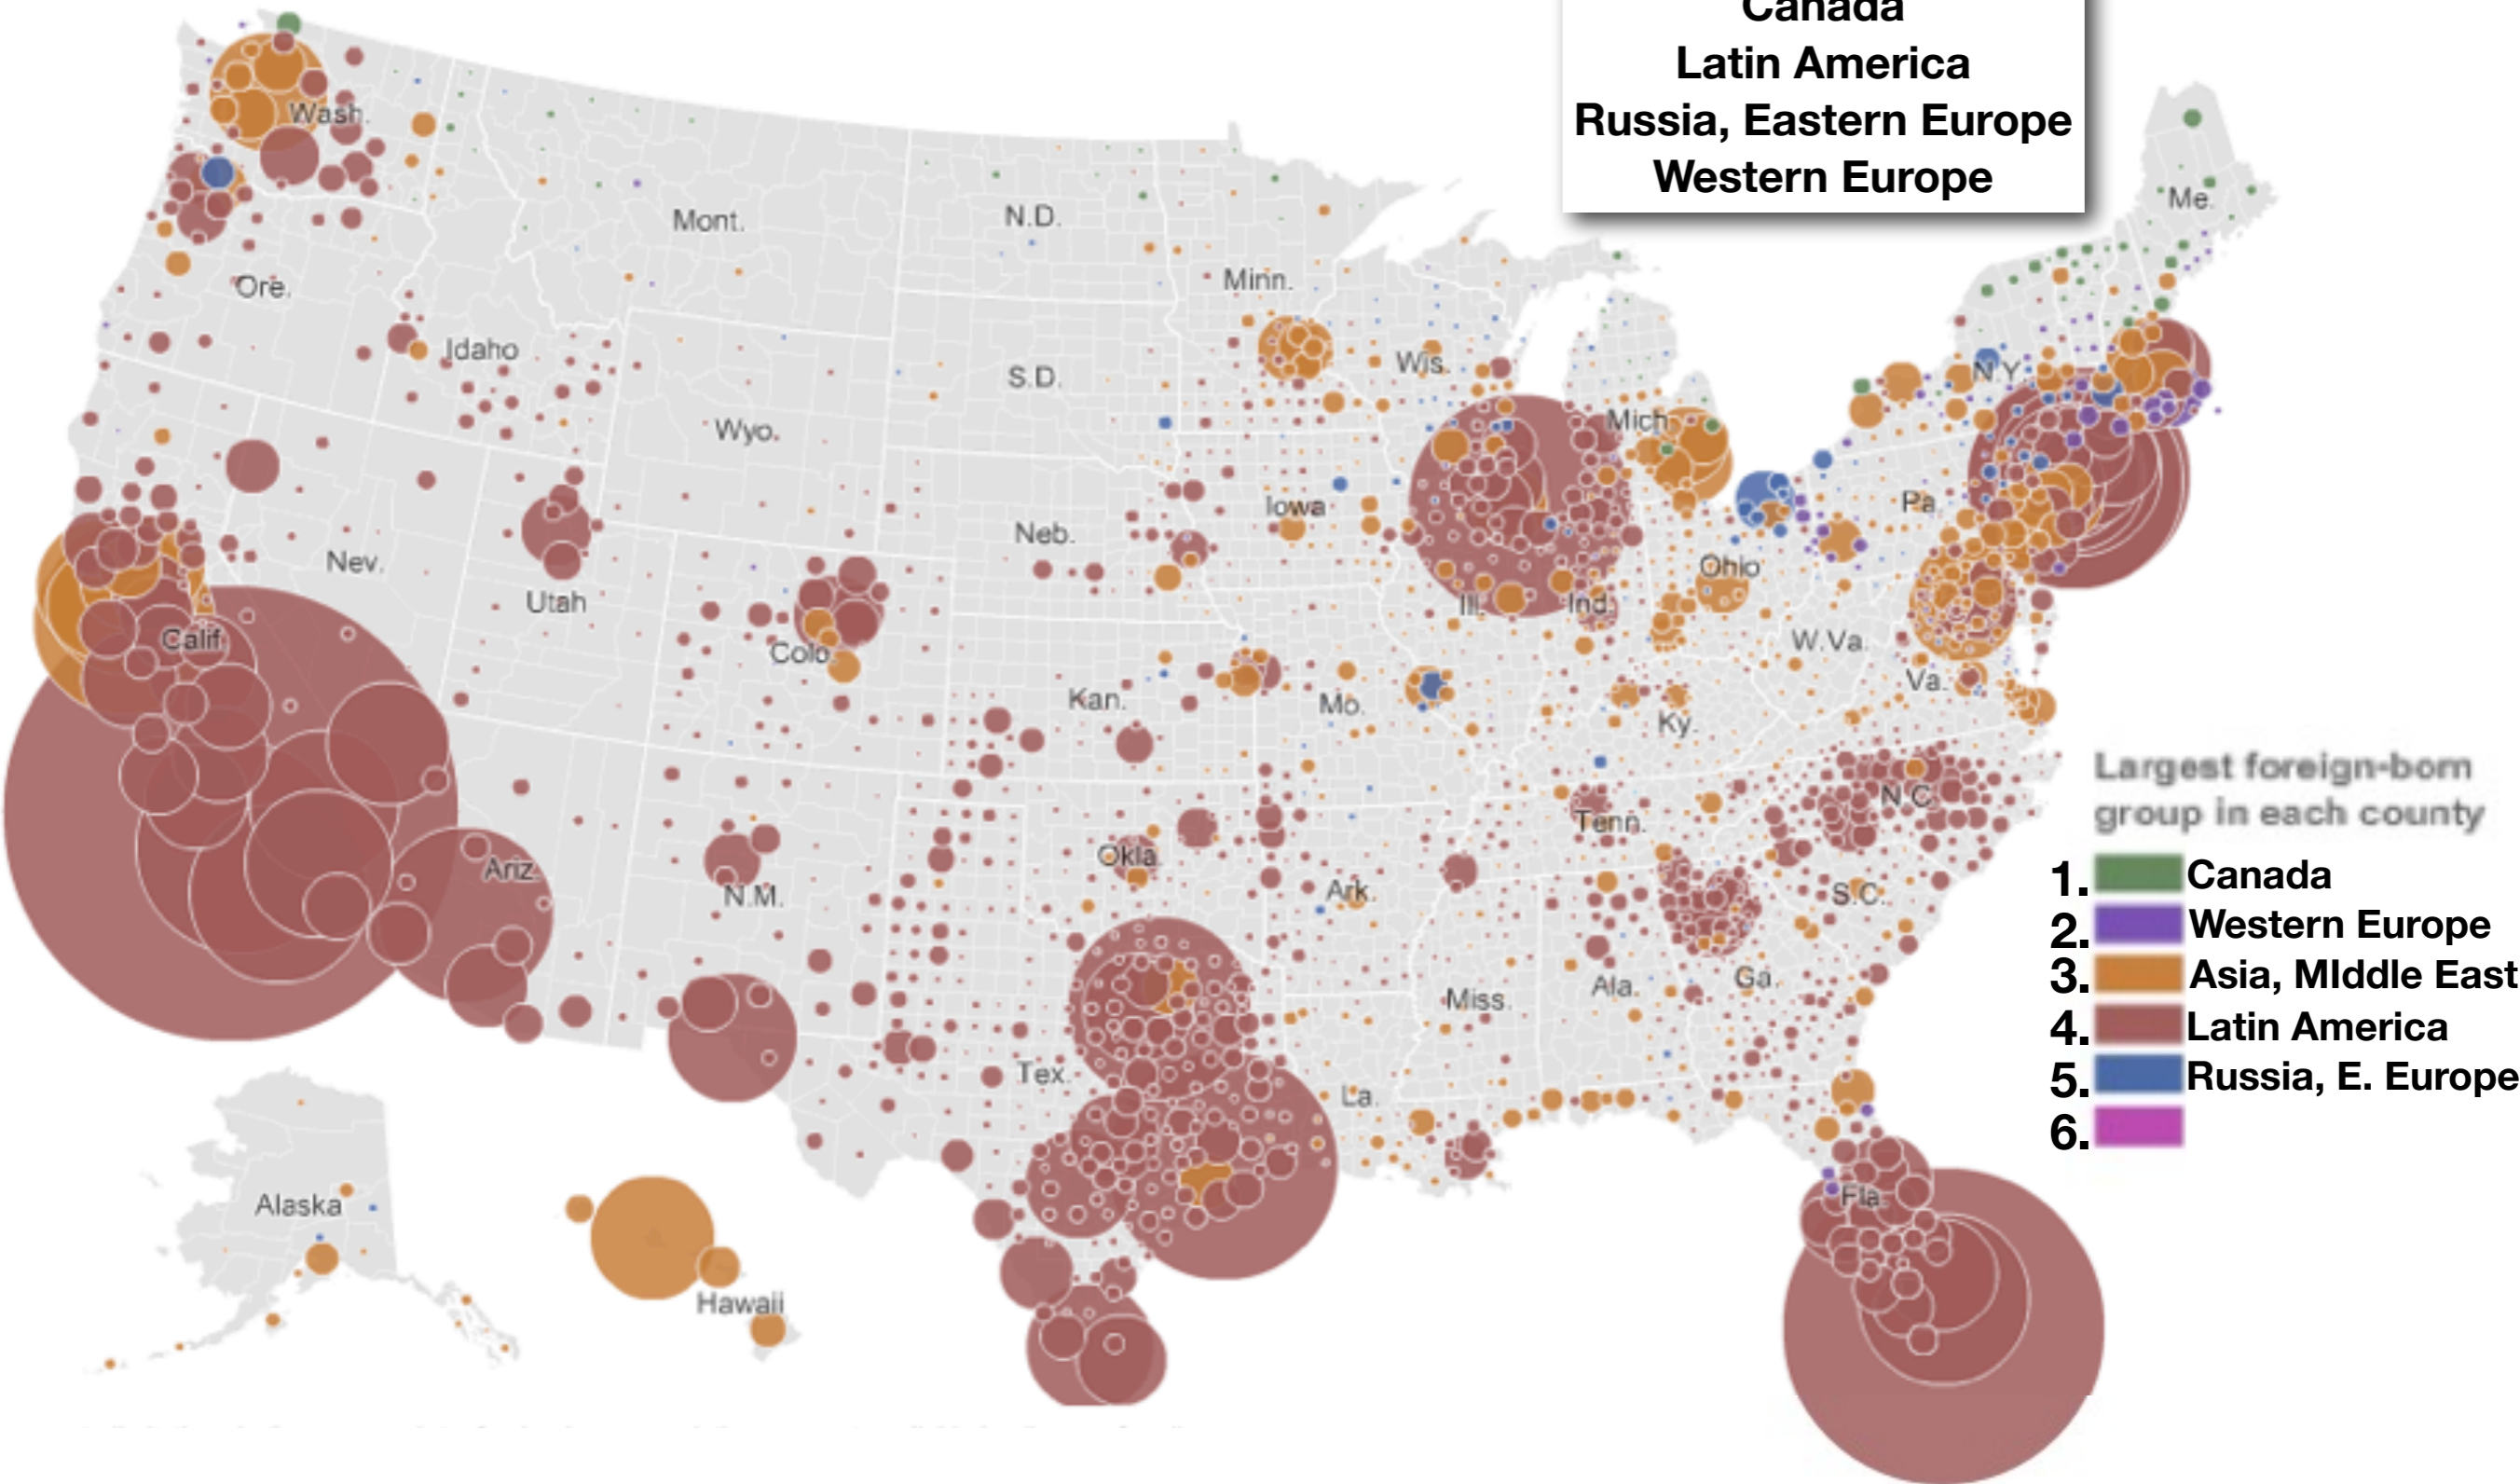 Canada
Latin America
Russia, Eastern Europe
Western Europe
Wash.
Ore.
Idaho
Mont.
N.D.
Minn.
S.D.
Wis.
Wyo.
Mich
N.Y.
Me.
Nev.
Utah
Neb.
Iowa
Ill.
Ind.
Ohio
Pa.
Calif.
Colo.
Kan.
Mo.
Ky.
W.Va.
Va.
Ariz.
N.M.
Okla.
Ark.
Tenn.
N.C.
S.C.
Tex.
La.
Miss.
Ala.
Ga.
Fla.
Alaska
Hawaii
Largest foreign-born
group in each county
1. Canada
2. Western Europe
3. Asia, MIddle East
4. Latin America
5. Russia, E. Europe
6.